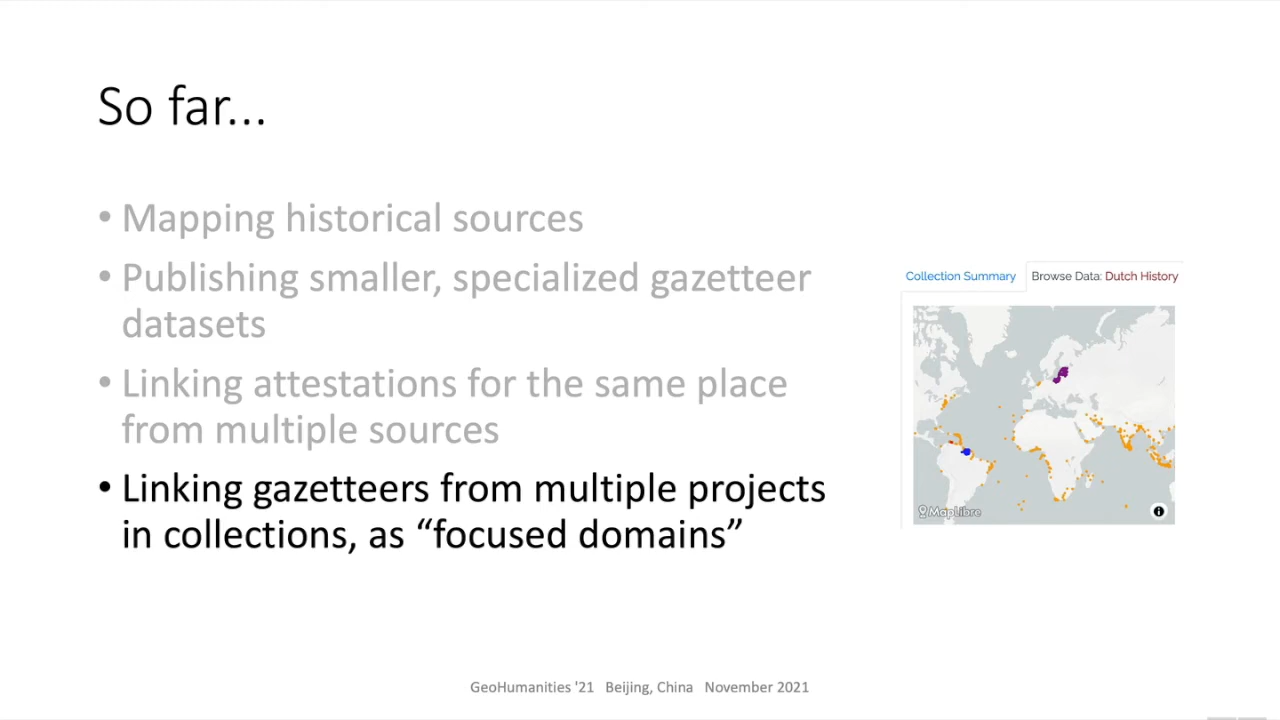 So far...
• Mapping historical sources
• Publishing smaller, specialized gazetteer
datasets
• Linking attestations for the same place
from multiple sources
• Linking gazetteers from multiple projects
in collections, as “focused domains”
Collection Summary
Browse Data: Dutch History
MapLibre
GeoHumanities '21 Beijing, China November 2021